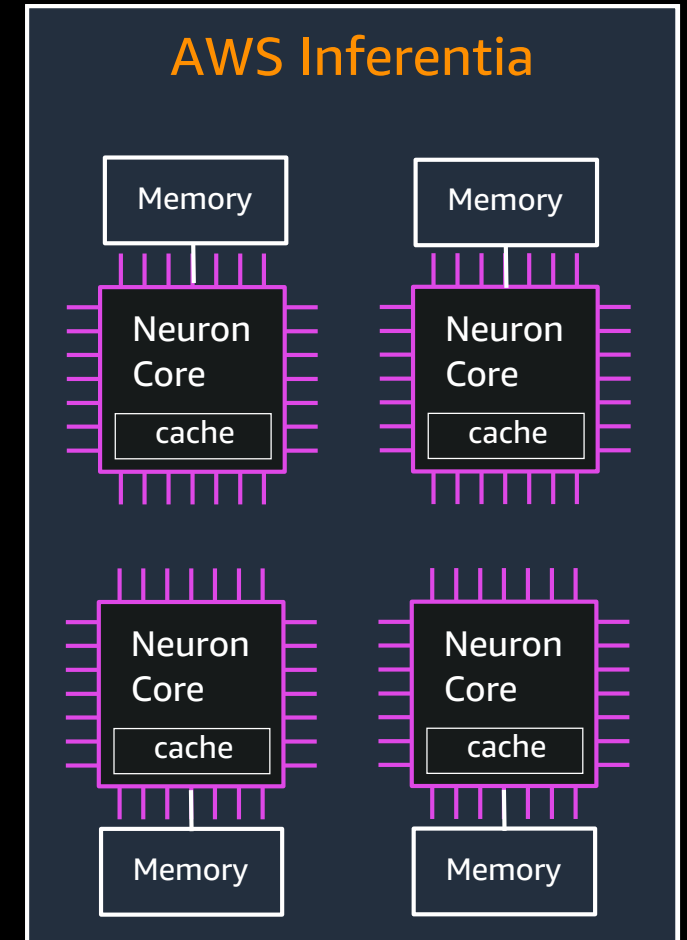 AWS Inferentia
Memory
Memory
Neuron
Core
cache
Neuron
Core
cache
Neuron
Core
cache
Neuron
Core
cache
Memory
Memory